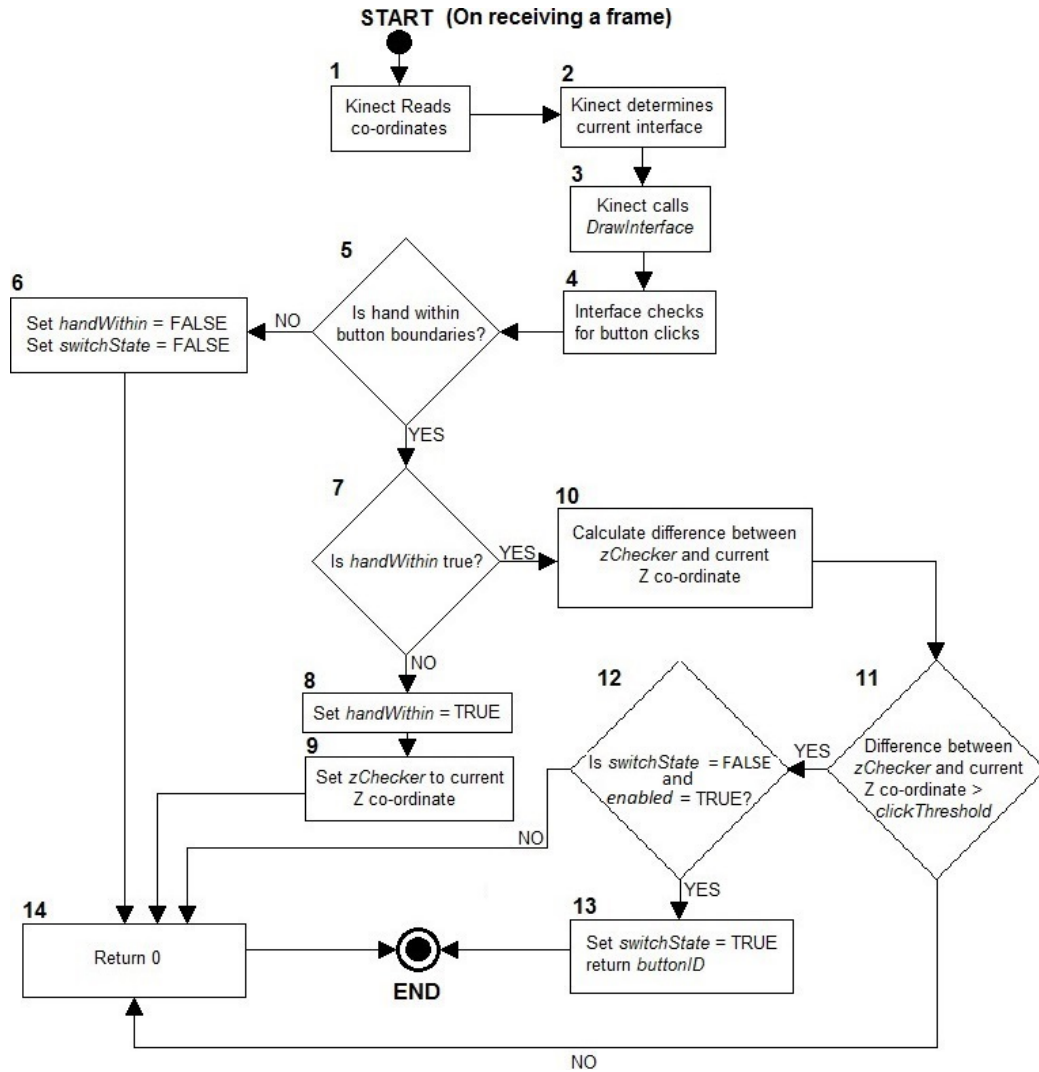 START (On receiving a frame)
1
Kinect Reads
co-ordinates
2
Kinect determines
current interface
3
Kinect calls
DrawInterface
4
Interface checks
for button clicks
5
Is hand within
button boundaries?
NO
YES
6
Set handWithin = FALSE
Set switchState = FALSE
7
Is handWithin true?
YES
NO
8
Set handWithin = TRUE
9
Set zChecker to current
Z co-ordinate
10
Calculate difference between
zChecker and current
Z co-ordinate
11
Difference between
zChecker and current
Z co-ordinate >
clickThreshold
YES
NO
12
Is switchState = FALSE
and
enabled = TRUE?
NO
YES
13
Set switchState = TRUE
return buttonID
14
Return 0
END